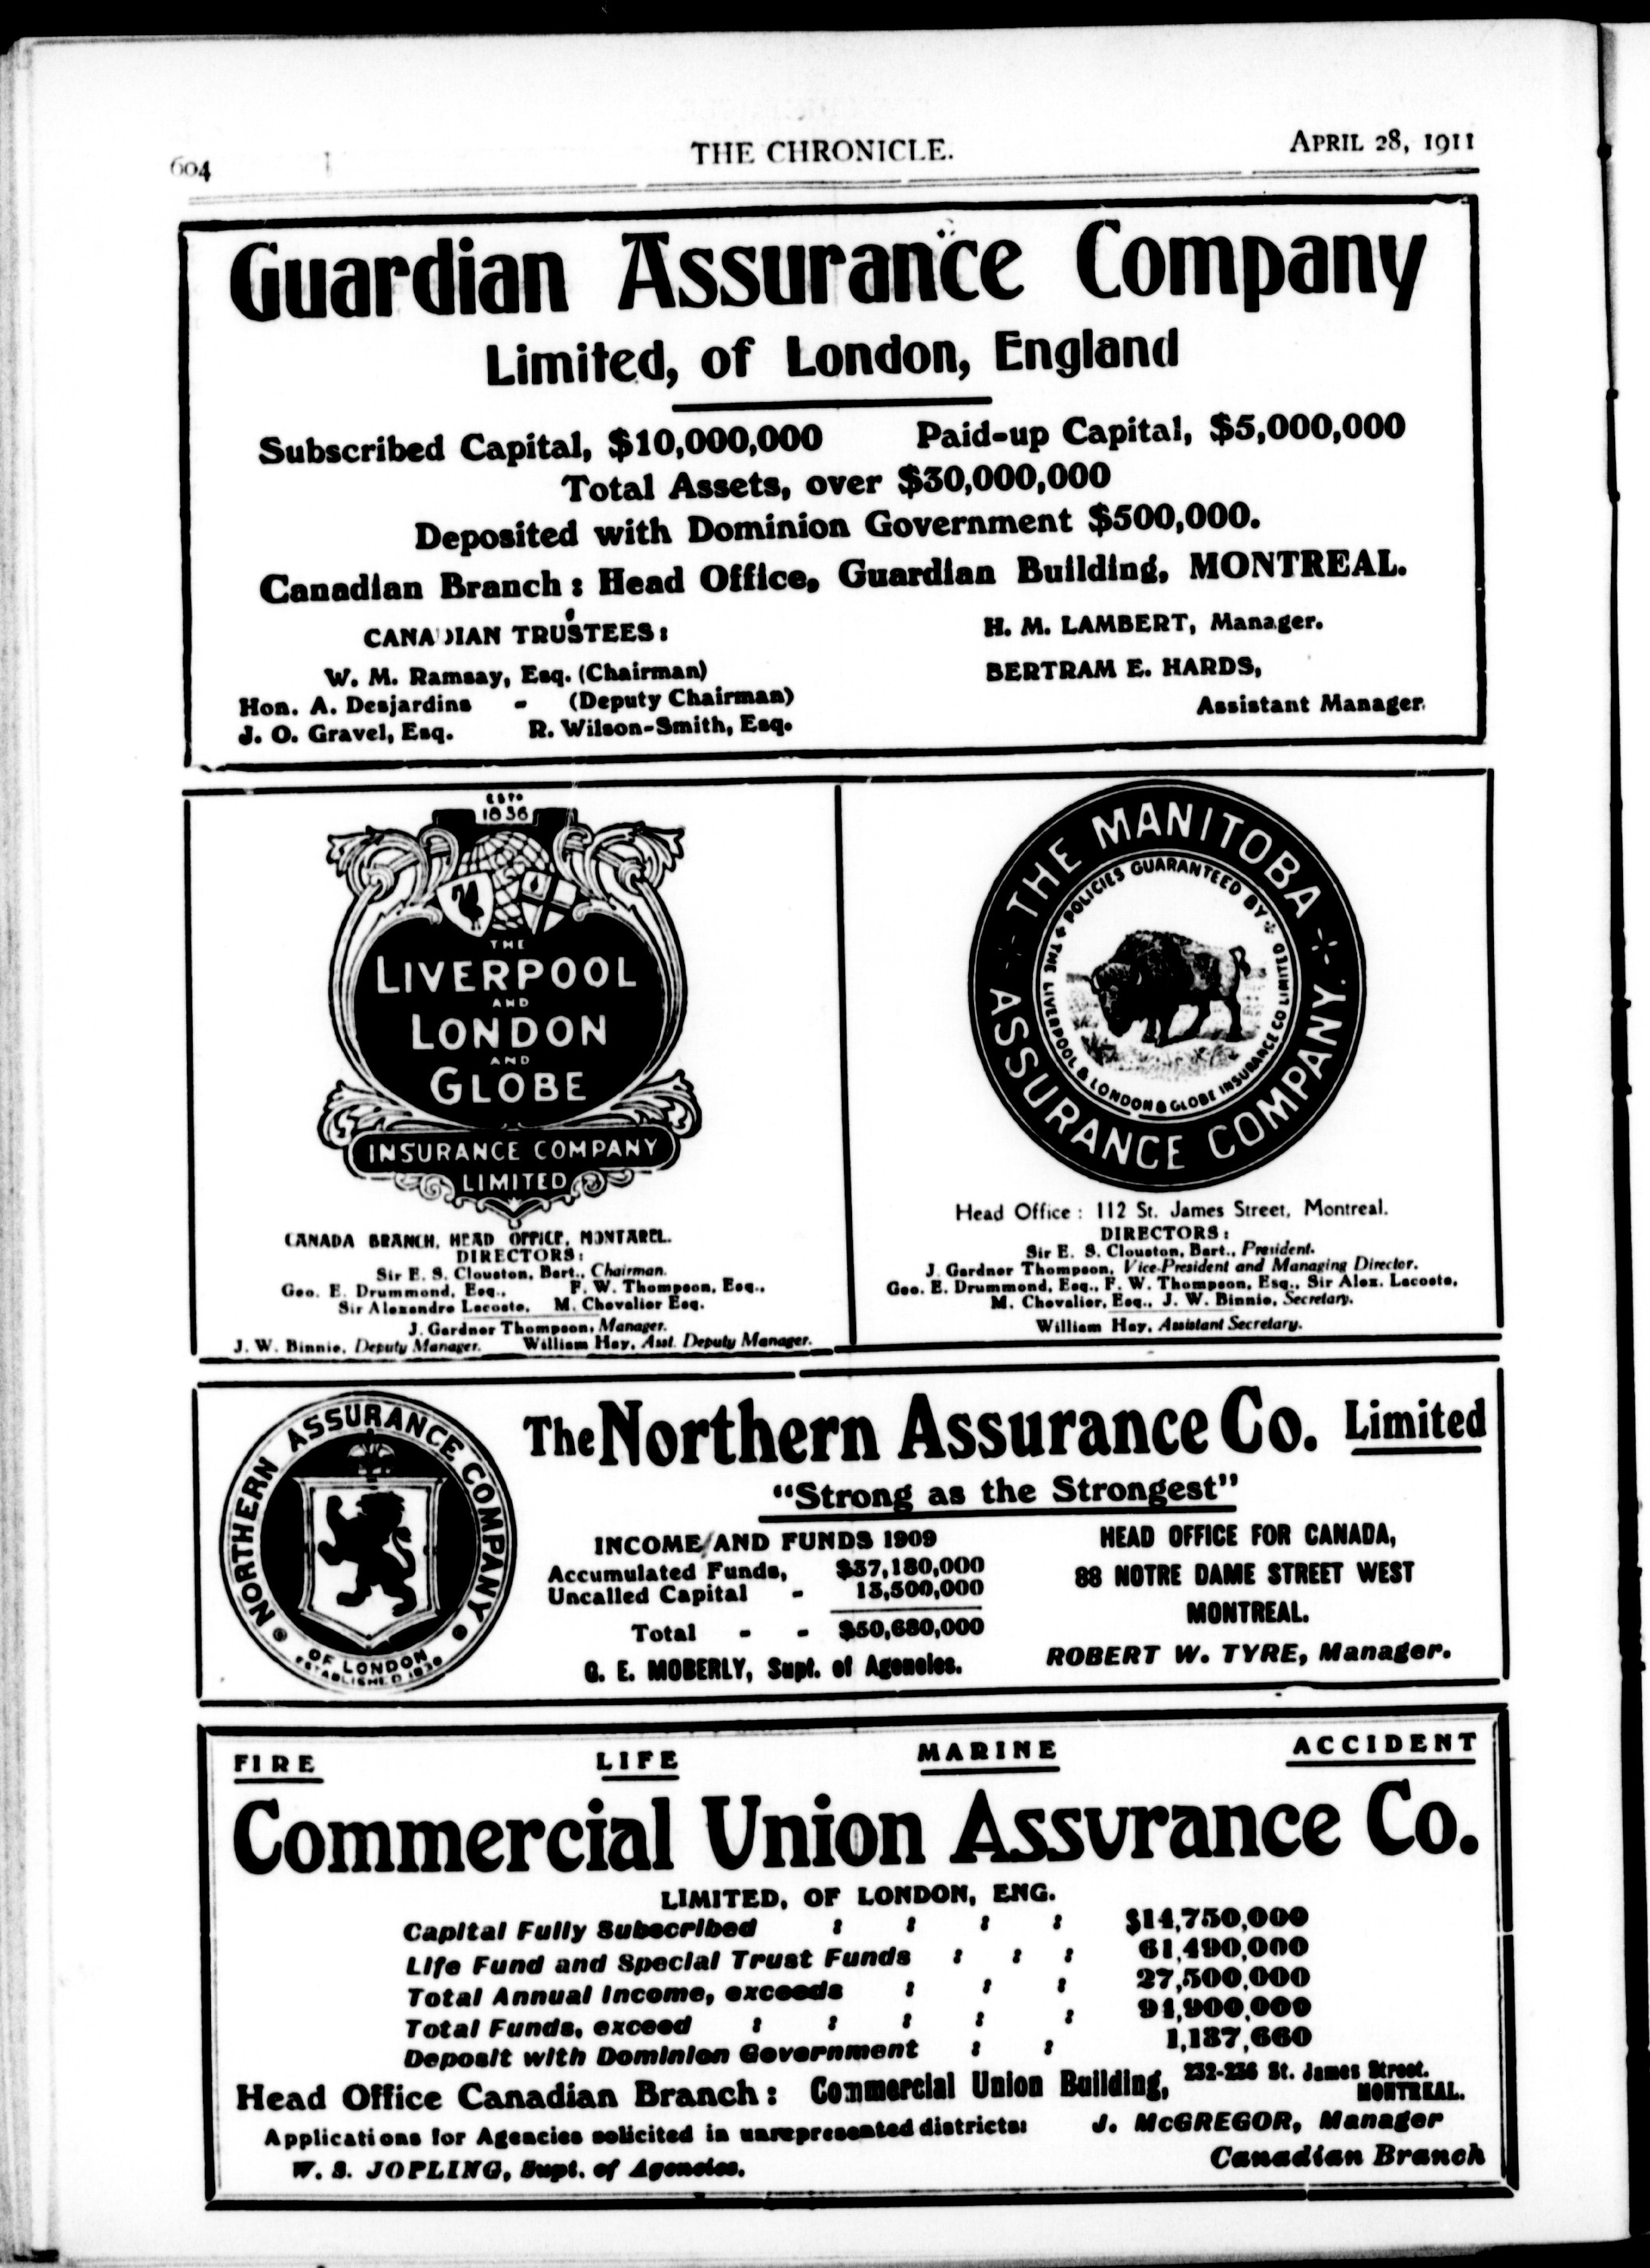 604
THE CHRONICLE.
APRIL 28, 1911
Guardian Assurance Company
Limited, of London, England
Subscribed Capital, $10,000,000 Paid-up Capital, $5,000,000
Total Assets, over $30,000,000
Deposited with Dominion Government $500,000.
Canadian Branch : Head Office, Guardian Building, MONTREAL.
CANADIAN TRUSTEES :
W. M. Ramsay, Esq. (Chairman)
Hon. A. Desjardins - (Deputy Chairman)
J. O. Gravel, Esq. R. Wilson-Smith, Esq.
H. M. LAMBERT, Manager.
BERTRAM E. HARDS,
Assistant Manager.
ESTD
1836
THE
LIVERPOOL
AND
LONDON
AND
GLOBE
INSURANCE COMPANY
LIMITED
CANADA BRANCH, HEAD OFFICE, MONTAREL.
DIRECTORS:
Sir E. S. Clouston, Bart., Chairman.
Geo. E. Drummond, Esq., F. W. Thompson, Esq.,
Sir Alexandre Lacoste, M. Chevalier Esq.
J. Gardner Thompson, Manager.
J. W. Binnie, Deputy Manager. William Hay, Asst. Deputy Manager.
THE MANITOBA
ASSURANCE COMPANY.
POLICIES GUARANTEED BY
THE LIVERPOOL & LONDON & GLOBE INSURANCE CO LIMITED
Head Office : 112 St. James Street, Montreal.
DIRECTORS :
Sir E. S. Clouston, Bart., President.
J. Gardner Thompson, Vice-President and Managing Director.
Geo. E. Drummond, Esq., F. W. Thompson, Esq., Sir Alex. Lacoste,
M. Chevalier, Esq., J. W. Binnie, Secretary.
William Hay, Assistant Secretary.
NORTHERN ASSURANCE COMPANY
OF LONDON
ESTABLISHED 1836
The Northern Assurance Co. Limited
"Strong as the Strongest"
INCOME AND FUNDS 1909
Accumulated Funds, $37,180,000
Uncalled Capital - 13,500,000
Total - - $50,680,000
G. E. MOBERLY, Supt. of Agencies.
HEAD OFFICE FOR CANADA,
88 NOTRE DAME STREET WEST
MONTREAL.
ROBERT W. TYRE, Manager.
FIRE LIFE MARINE ACCIDENT
Commercial Union Assurance Co.
LIMITED, OF LONDON, ENG.
Capital Fully Subscribed : : : : $14,750,000
Life Fund and Special Trust Funds : : : 61,490,000
Total Annual Income, exceeds : : : 27,500,000
Total Funds, exceed : : : : : 94,900,000
Deposit with Dominion Government : : 1,137,660
Head Office Canadian Branch : Commercial Union Building, 232-236 St. James Street.
MONTREAL.
Applications for Agencies solicited in unrepresented districts:
W. S. JOPLING, Supt. of Agencies.
J. McGREGOR, Manager
Canadian Branch